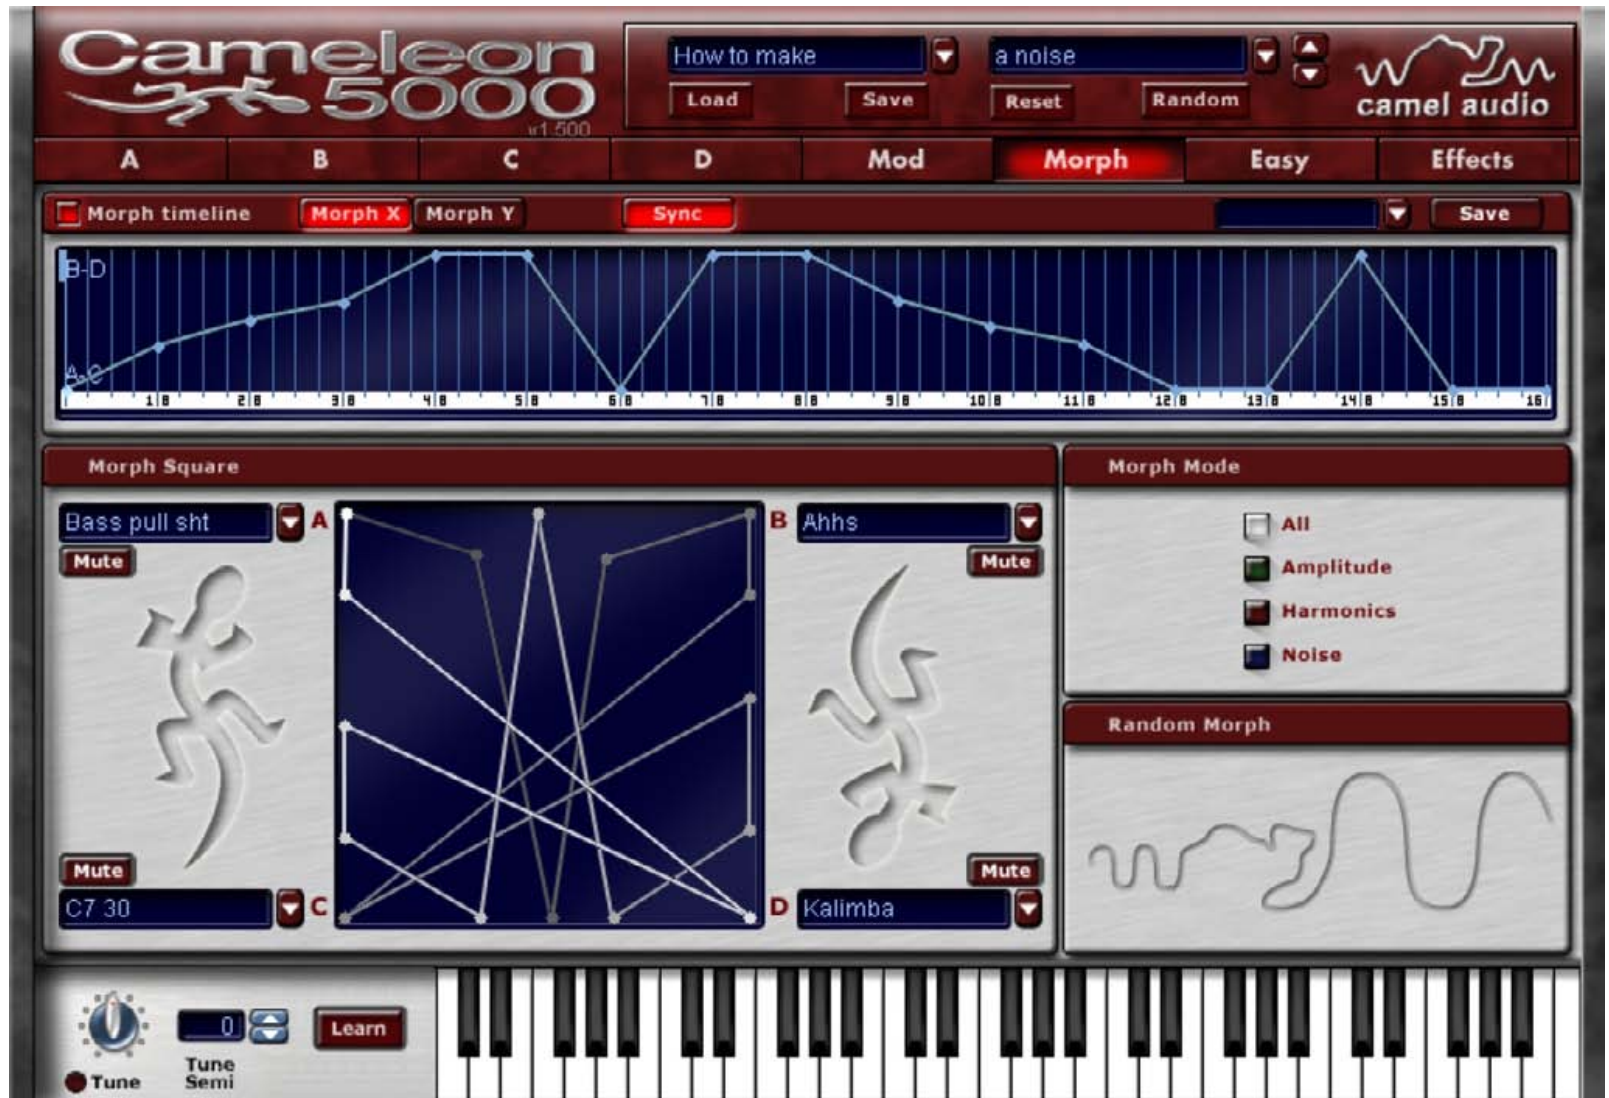 Cameleon
5000
v1.500
How to make
a noise
Load
Save
Reset
Random
camel audio
A
B
C
D
Mod
Morph
Easy
Effects
Morph timeline
Morph X
Morph Y
Sync
Save
B-D
A-C
1|8 2|8 3|8 4|8 5|8 6|8 7|8 8|8 9|8 10|8 11|8 12|8 13|8 14|8 15|8 16|
Morph Square
Morph Mode
Bass pull sht
A
B
Ahhs
Mute
Mute
All
Amplitude
Harmonics
Noise
Random Morph
Mute
Mute
C7 30
C
D
Kalimba
0
Learn
Tune
Tune
Semi